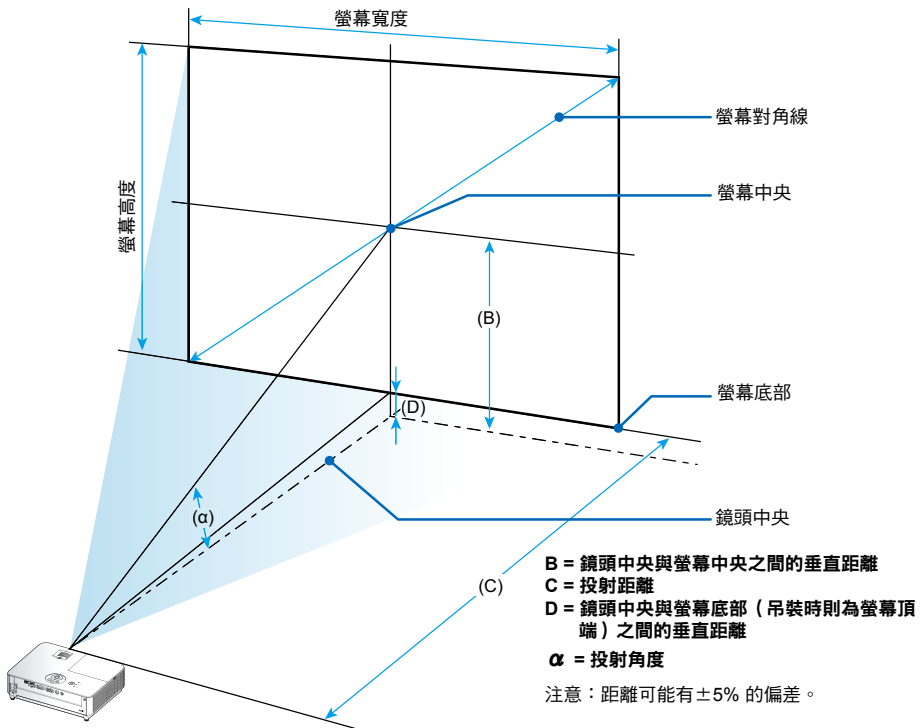 螢幕寬度
螢幕高度
螢幕對角線
螢幕中央
(B)
螢幕底部
(D)
鏡頭中央
(α)
(C)
B = 鏡頭中央與螢幕中央之間的垂直距離
C = 投射距離
D = 鏡頭中央與螢幕底部（吊裝時則為螢幕頂
端）之間的垂直距離
α = 投射角度
注意：距離可能有±5% 的偏差。